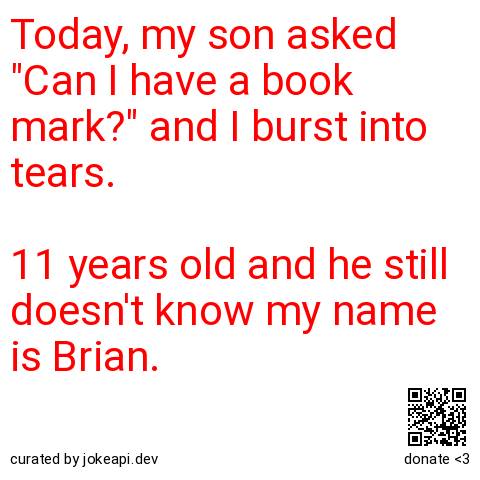 Today, my son asked
"Can I have a book
mark?" and I burst into
tears.
11 years old and he still
doesn't know my name
is Brian.
curated by jokeapi.dev
donate <3